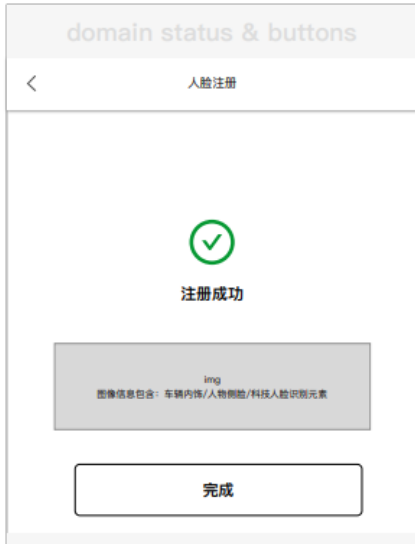 domain status & buttons
人脸注册
注册成功
img
图像信息包含：车辆内饰/人物侧脸/科技人脸识别元素
完成